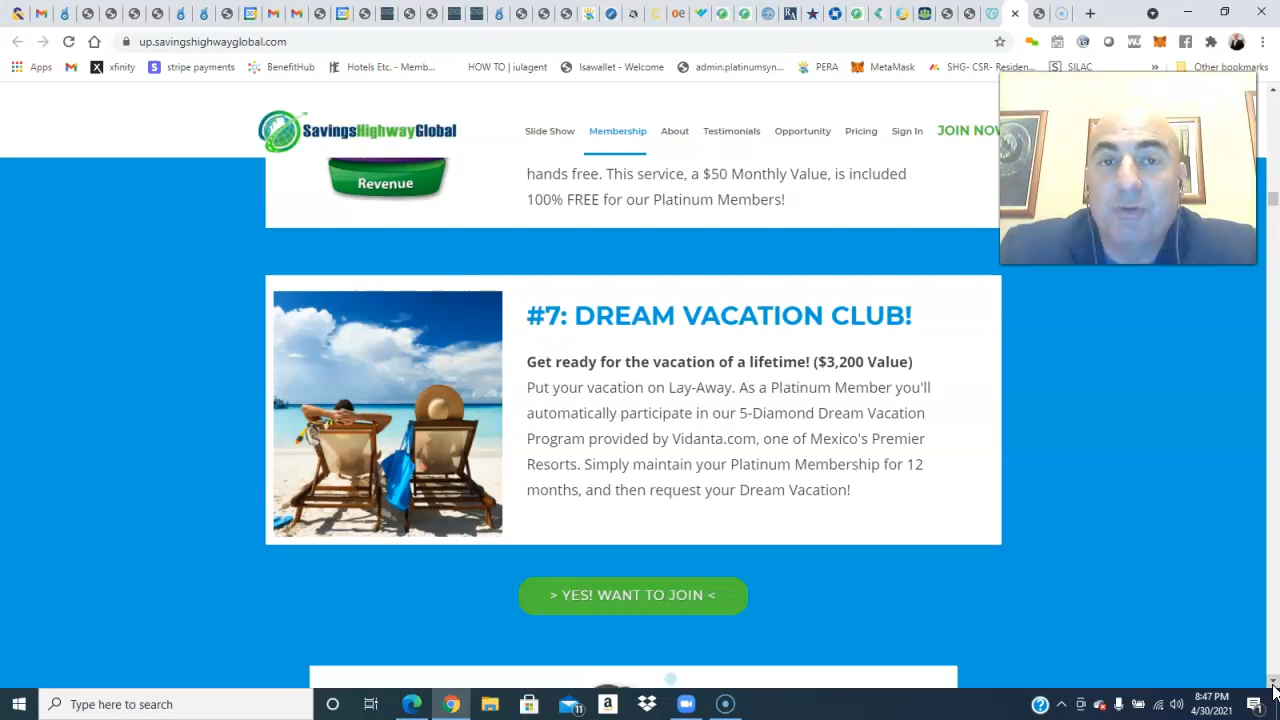 up.savingshighwayglobal.com
Apps
xfinity
stripe payments
BenefitHub
Hotels Etc. - Memb...
HOW TO | iulagent
Isawallet - Welcome
admin.platinumsyn...
PERA
MetaMask
SHG- CSR- Residen...
SILAC
»
Other bookmarks
SavingsHighwayGlobal
Slide Show
Membership
About
Testimonials
Opportunity
Pricing
Sign In
JOIN NOW
Revenue
hands free. This service, a $50 Monthly Value, is included
100% FREE for our Platinum Members!
#7: DREAM VACATION CLUB!
Get ready for the vacation of a lifetime! ($3,200 Value)
Put your vacation on Lay-Away. As a Platinum Member you'll
automatically participate in our 5-Diamond Dream Vacation
Program provided by Vidanta.com, one of Mexico's Premier
Resorts. Simply maintain your Platinum Membership for 12
months, and then request your Dream Vacation!
> YES! WANT TO JOIN <
Type here to search
11
8:47 PM
4/30/2021